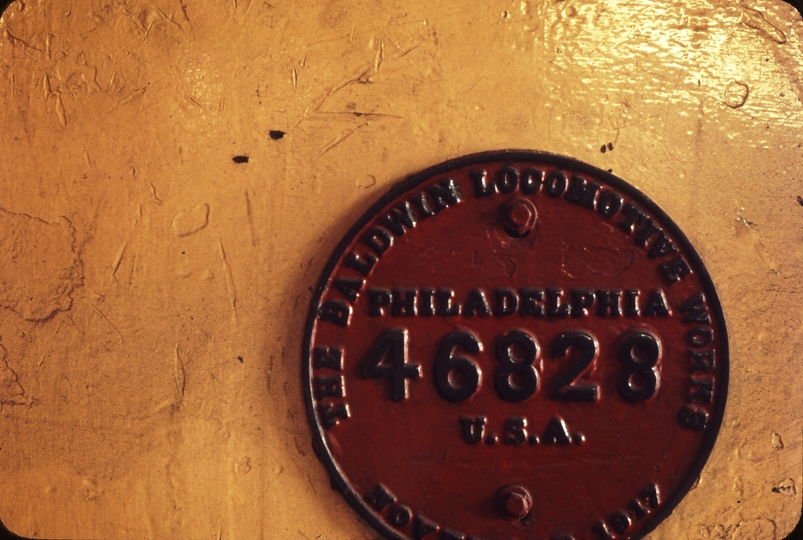 THE BALDWIN LOCOMOTIVE WORKS
PHILADELPHIA
46828
U.S.A.
1917